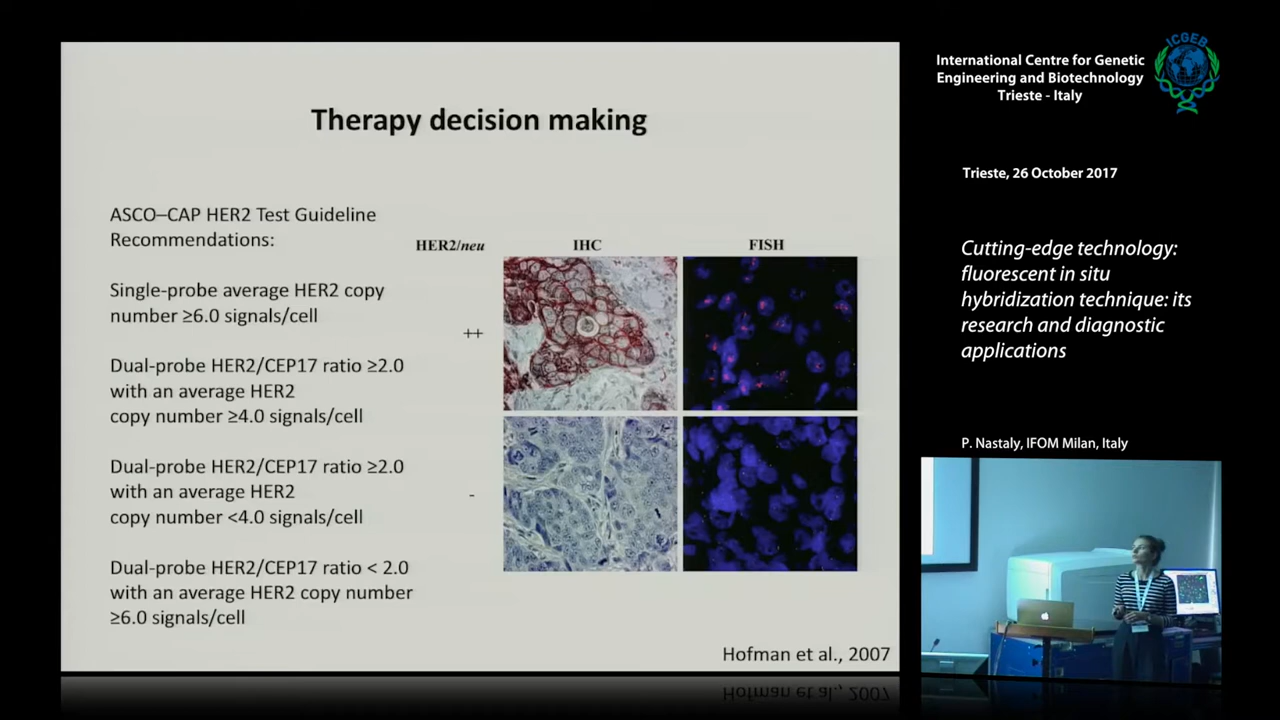 Therapy decision making
ASCO–CAP HER2 Test Guideline
Recommendations:
Single-probe average HER2 copy
number ≥6.0 signals/cell
Dual-probe HER2/CEP17 ratio ≥2.0
with an average HER2
copy number ≥4.0 signals/cell
Dual-probe HER2/CEP17 ratio ≥2.0
with an average HER2
copy number <4.0 signals/cell
Dual-probe HER2/CEP17 ratio < 2.0
with an average HER2 copy number
≥6.0 signals/cell
HER2/neu
IHC
FISH
++
-
Hofman et al., 2007
Hofman et al., 2007
International Centre for Genetic
Engineering and Biotechnology
Trieste - Italy
ICGEB
Trieste, 26 October 2017
Cutting-edge technology:
fluorescent in situ
hybridization technique: its
research and diagnostic
applications
P. Nastaly, IFOM Milan, Italy